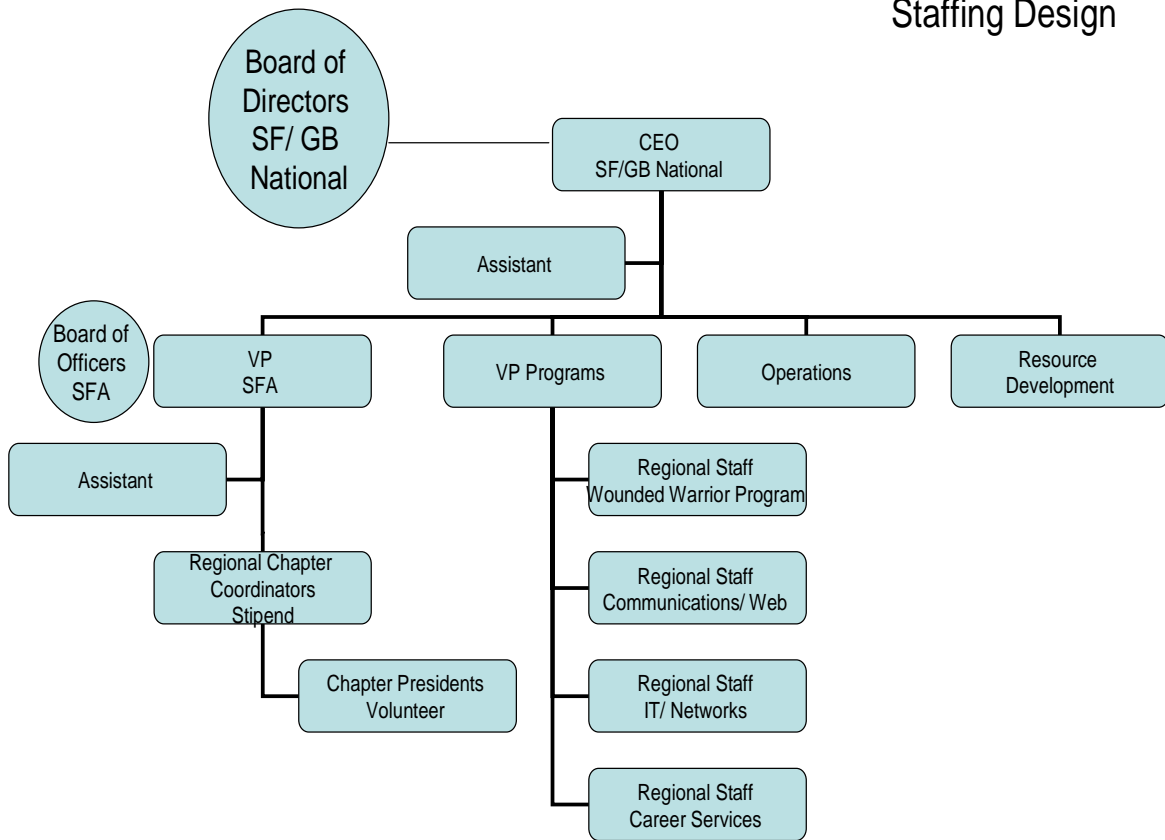 Staffing Design
Board of
Directors
SF/ GB
National
CEO
SF/GB National
Assistant
Board of
Officers
SFA
VP
SFA
VP Programs
Operations
Resource
Development
Assistant
Regional Staff
Wounded Warrior Program
Regional Chapter
Coordinators
Stipend
Regional Staff
Communications/ Web
Chapter Presidents
Volunteer
Regional Staff
IT/ Networks
Regional Staff
Career Services